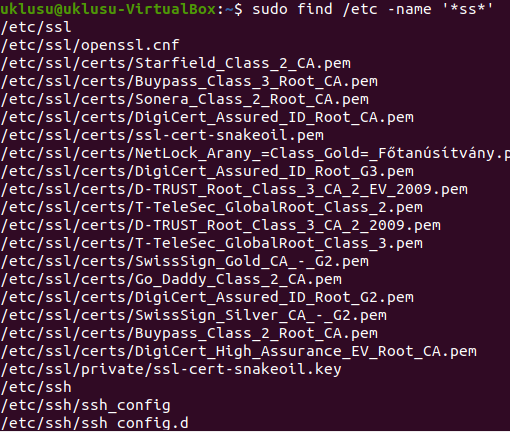 uklusu@uklusu-VirtualBox:~$ sudo find /etc -name '*ss*'
/etc/ssl
/etc/ssl/openssl.cnf
/etc/ssl/certs/Starfield_Class_2_CA.pem
/etc/ssl/certs/Buypass_Class_3_Root_CA.pem
/etc/ssl/certs/Sonera_Class_2_Root_CA.pem
/etc/ssl/certs/DigiCert_Assured_ID_Root_CA.pem
/etc/ssl/certs/ssl-cert-snakeoil.pem
/etc/ssl/certs/NetLock_Arany_=Class_Gold=_Főtanúsítvány.p
/etc/ssl/certs/DigiCert_Assured_ID_Root_G3.pem
/etc/ssl/certs/D-TRUST_Root_Class_3_CA_2_EV_2009.pem
/etc/ssl/certs/T-TeleSec_GlobalRoot_Class_2.pem
/etc/ssl/certs/D-TRUST_Root_Class_3_CA_2_2009.pem
/etc/ssl/certs/T-TeleSec_GlobalRoot_Class_3.pem
/etc/ssl/certs/SwissSign_Gold_CA_-_G2.pem
/etc/ssl/certs/Go_Daddy_Class_2_CA.pem
/etc/ssl/certs/DigiCert_Assured_ID_Root_G2.pem
/etc/ssl/certs/SwissSign_Silver_CA_-_G2.pem
/etc/ssl/certs/Buypass_Class_2_Root_CA.pem
/etc/ssl/certs/DigiCert_High_Assurance_EV_Root_CA.pem
/etc/ssl/private/ssl-cert-snakeoil.key
/etc/ssh
/etc/ssh/ssh_config
/etc/ssh/ssh_config.d